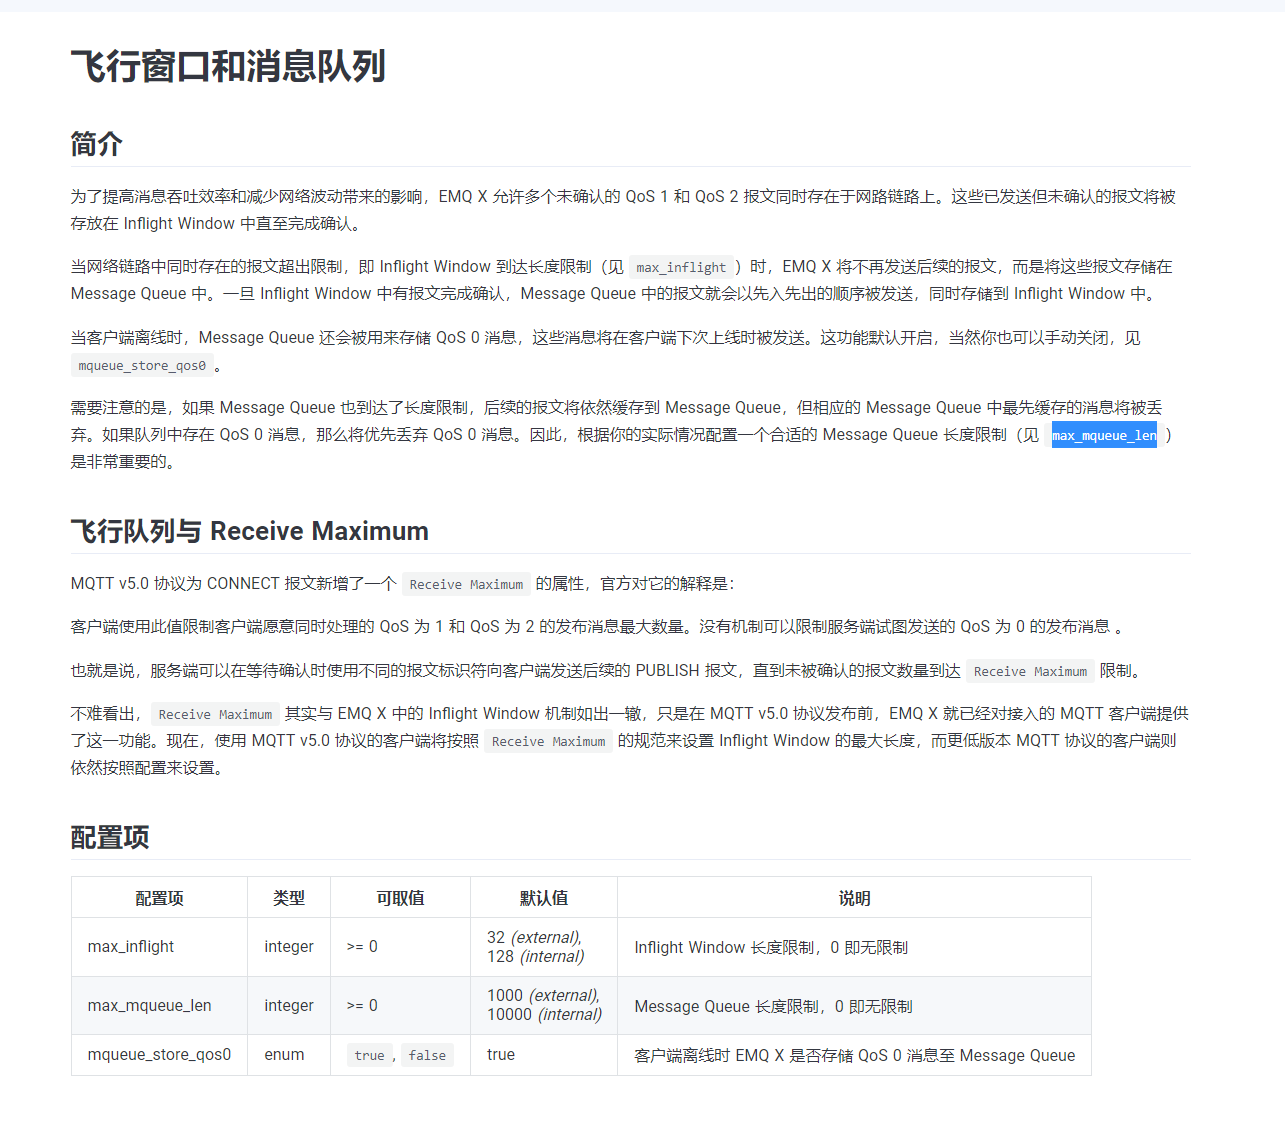 飞行窗口和消息队列
简介
为了提高消息吞吐效率和减少网络波动带来的影响，EMQ X 允许多个未确认的 QoS 1 和 QoS 2 报文同时存在于网路链路上。这些已发送但未确认的报文将被
存放在 Inflight Window 中直至完成确认。
当网络链路中同时存在的报文超出限制，即 Inflight Window 到达长度限制（见 max_inflight ）时，EMQ X 将不再发送后续的报文，而是将这些报文存储在
Message Queue 中。一旦 Inflight Window 中有报文完成确认，Message Queue 中的报文就会以先入先出的顺序被发送，同时存储到 Inflight Window 中。
当客户端离线时，Message Queue 还会被用来存储 QoS 0 消息，这些消息将在客户端下次上线时被发送。这功能默认开启，当然你也可以手动关闭，见
mqueue_store_qos0 。
需要注意的是，如果 Message Queue 也到达了长度限制，后续的报文将依然缓存到 Message Queue，但相应的 Message Queue 中最先缓存的消息将被丢
弃。如果队列中存在 QoS 0 消息，那么将优先丢弃 QoS 0 消息。因此，根据你的实际情况配置一个合适的 Message Queue 长度限制（见 max_mqueue_len ）
是非常重要的。
飞行队列与 Receive Maximum
MQTT v5.0 协议为 CONNECT 报文新增了一个 Receive Maximum 的属性，官方对它的解释是：
客户端使用此值限制客户端愿意同时处理的 QoS 为 1 和 QoS 为 2 的发布消息最大数量。没有机制可以限制服务端试图发送的 QoS 为 0 的发布消息 。
也就是说，服务端可以在等待确认时使用不同的报文标识符向客户端发送后续的 PUBLISH 报文，直到未被确认的报文数量到达 Receive Maximum 限制。
不难看出，Receive Maximum 其实与 EMQ X 中的 Inflight Window 机制如出一辙，只是在 MQTT v5.0 协议发布前，EMQ X 就已经对接入的 MQTT 客户端提供
了这一功能。现在，使用 MQTT v5.0 协议的客户端将按照 Receive Maximum 的规范来设置 Inflight Window 的最大长度，而更低版本 MQTT 协议的客户端则
依然按照配置来设置。
配置项
配置项 类型 可取值 默认值 说明
max_inflight integer >= 0 32 (external), 128 (internal) Inflight Window 长度限制，0 即无限制
max_mqueue_len integer >= 0 1000 (external), 10000 (internal) Message Queue 长度限制，0 即无限制
mqueue_store_qos0 enum true , false true 客户端离线时 EMQ X 是否存储 QoS 0 消息至 Message Queue